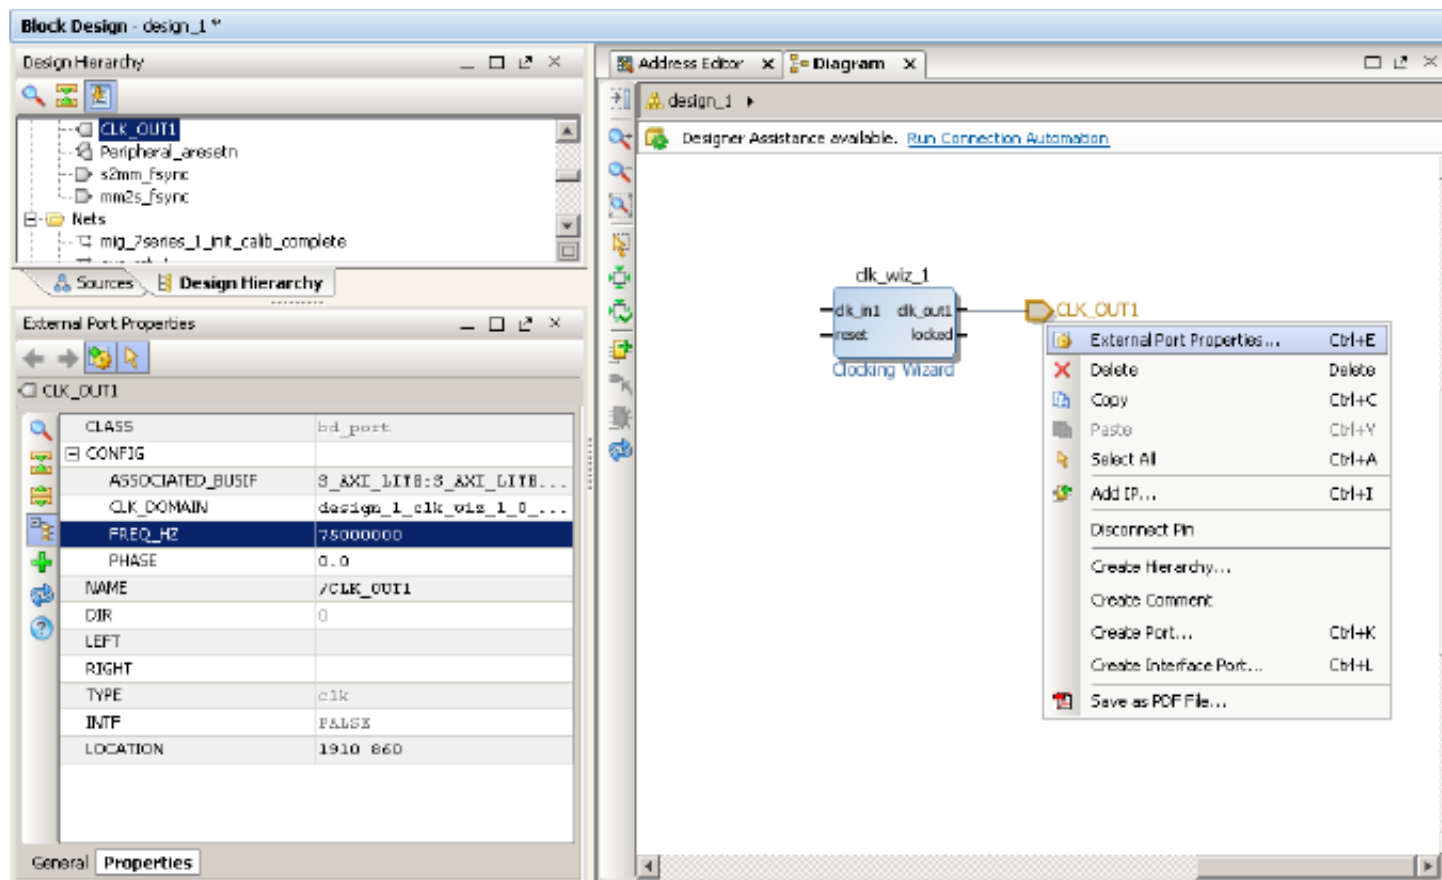 Block Design - design_1 *
Design Hierarchy
CLK_OUT1
Peripheral_aresetn
s2mm_fsync
mm2s_fsync
Nets
mig_7series_1_init_calib_complete
Sources
Design Hierarchy
External Port Properties
CLK_OUT1
CLASS bd_port
CONFIG
ASSOCIATED_BUSIF S_AXI_LITE:S_AXI_LITE...
CLK_DOMAIN design_1_clk_wiz_1_0_...
FREQ_HZ 75000000
PHASE 0.0
NAME /CLK_OUT1
DIR O
LEFT
RIGHT
TYPE clk
INTF FALSE
LOCATION 1910 860
General Properties
Address Editor
Diagram
design_1
Designer Assistance available. Run Connection Automation
clk_wiz_1
clk_in1 clk_out1
reset locked
Clocking Wizard
CLK_OUT1
External Port Properties... Ctrl+E
Delete Delete
Copy Ctrl+C
Paste Ctrl+V
Select All Ctrl+A
Add IP... Ctrl+I
Disconnect Pin
Create Hierarchy...
Create Comment
Create Port... Ctrl+K
Create Interface Port... Ctrl+L
Save as PDF File...